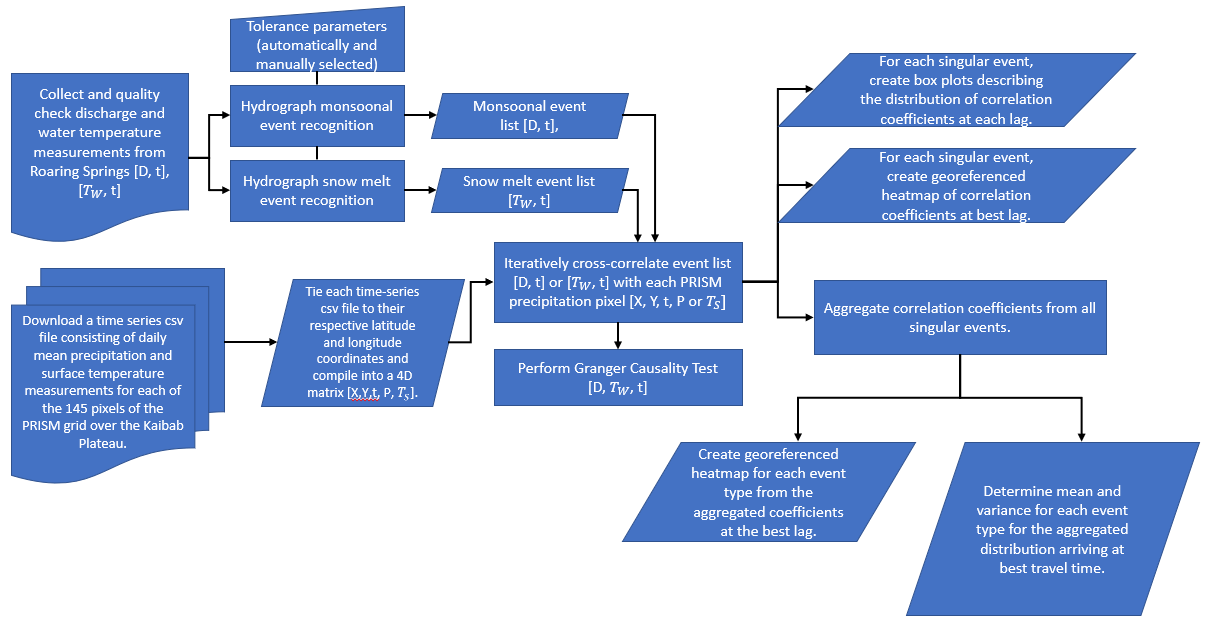 Tolerance parameters
(automatically and
manually selected)
Collect and quality
check discharge and
water temperature
measurements from
Roaring Springs [D, t],
[T_W, t]
Hydrograph monsoonal
event recognition
Monsoonal event
list [D, t],
Hydrograph snow melt
event recognition
Snow melt event list
[T_W, t]
Download a time series csv
file consisting of daily
mean precipitation and
surface temperature
measurements for each of
the 145 pixels of the
PRISM grid over the Kaibab
Plateau.
Tie each time-series
csv file to their
respective latitude
and longitude
coordinates and
compile into a 4D
matrix [X,Y,t, P, T_S].
Iteratively cross-correlate event list
[D, t] or [T_W, t] with each PRISM
precipitation pixel [X, Y, t, P or T_S]
Perform Granger Causality Test
[D, T_W, t]
For each singular event,
create box plots describing
the distribution of correlation
coefficients at each lag.
For each singular event,
create georeferenced
heatmap of correlation
coefficients at best lag.
Aggregate correlation coefficients from all
singular events.
Create georeferenced
heatmap for each event
type from the
aggregated coefficients
at the best lag.
Determine mean and
variance for each event
type for the aggregated
distribution arriving at
best travel time.